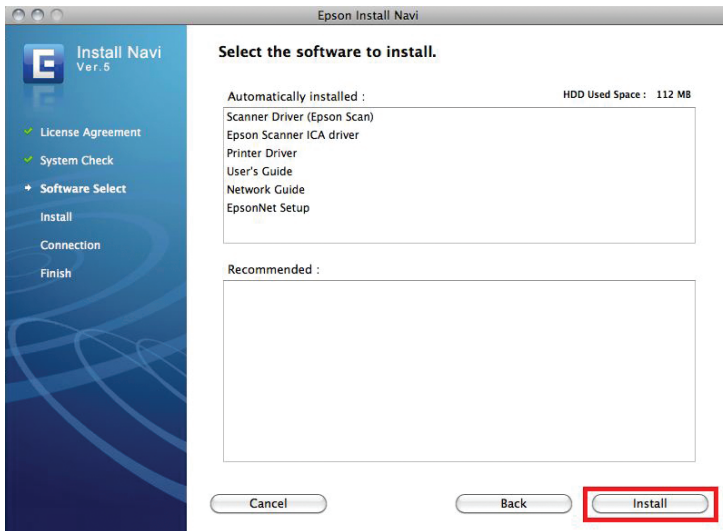 Epson Install Navi
E
Install Navi
Ver.5
License Agreement
System Check
Software Select
Install
Connection
Finish
Select the software to install.
Automatically installed :
HDD Used Space : 112 MB
Scanner Driver (Epson Scan)
Epson Scanner ICA driver
Printer Driver
User's Guide
Network Guide
EpsonNet Setup
Recommended :
Cancel
Back
Install